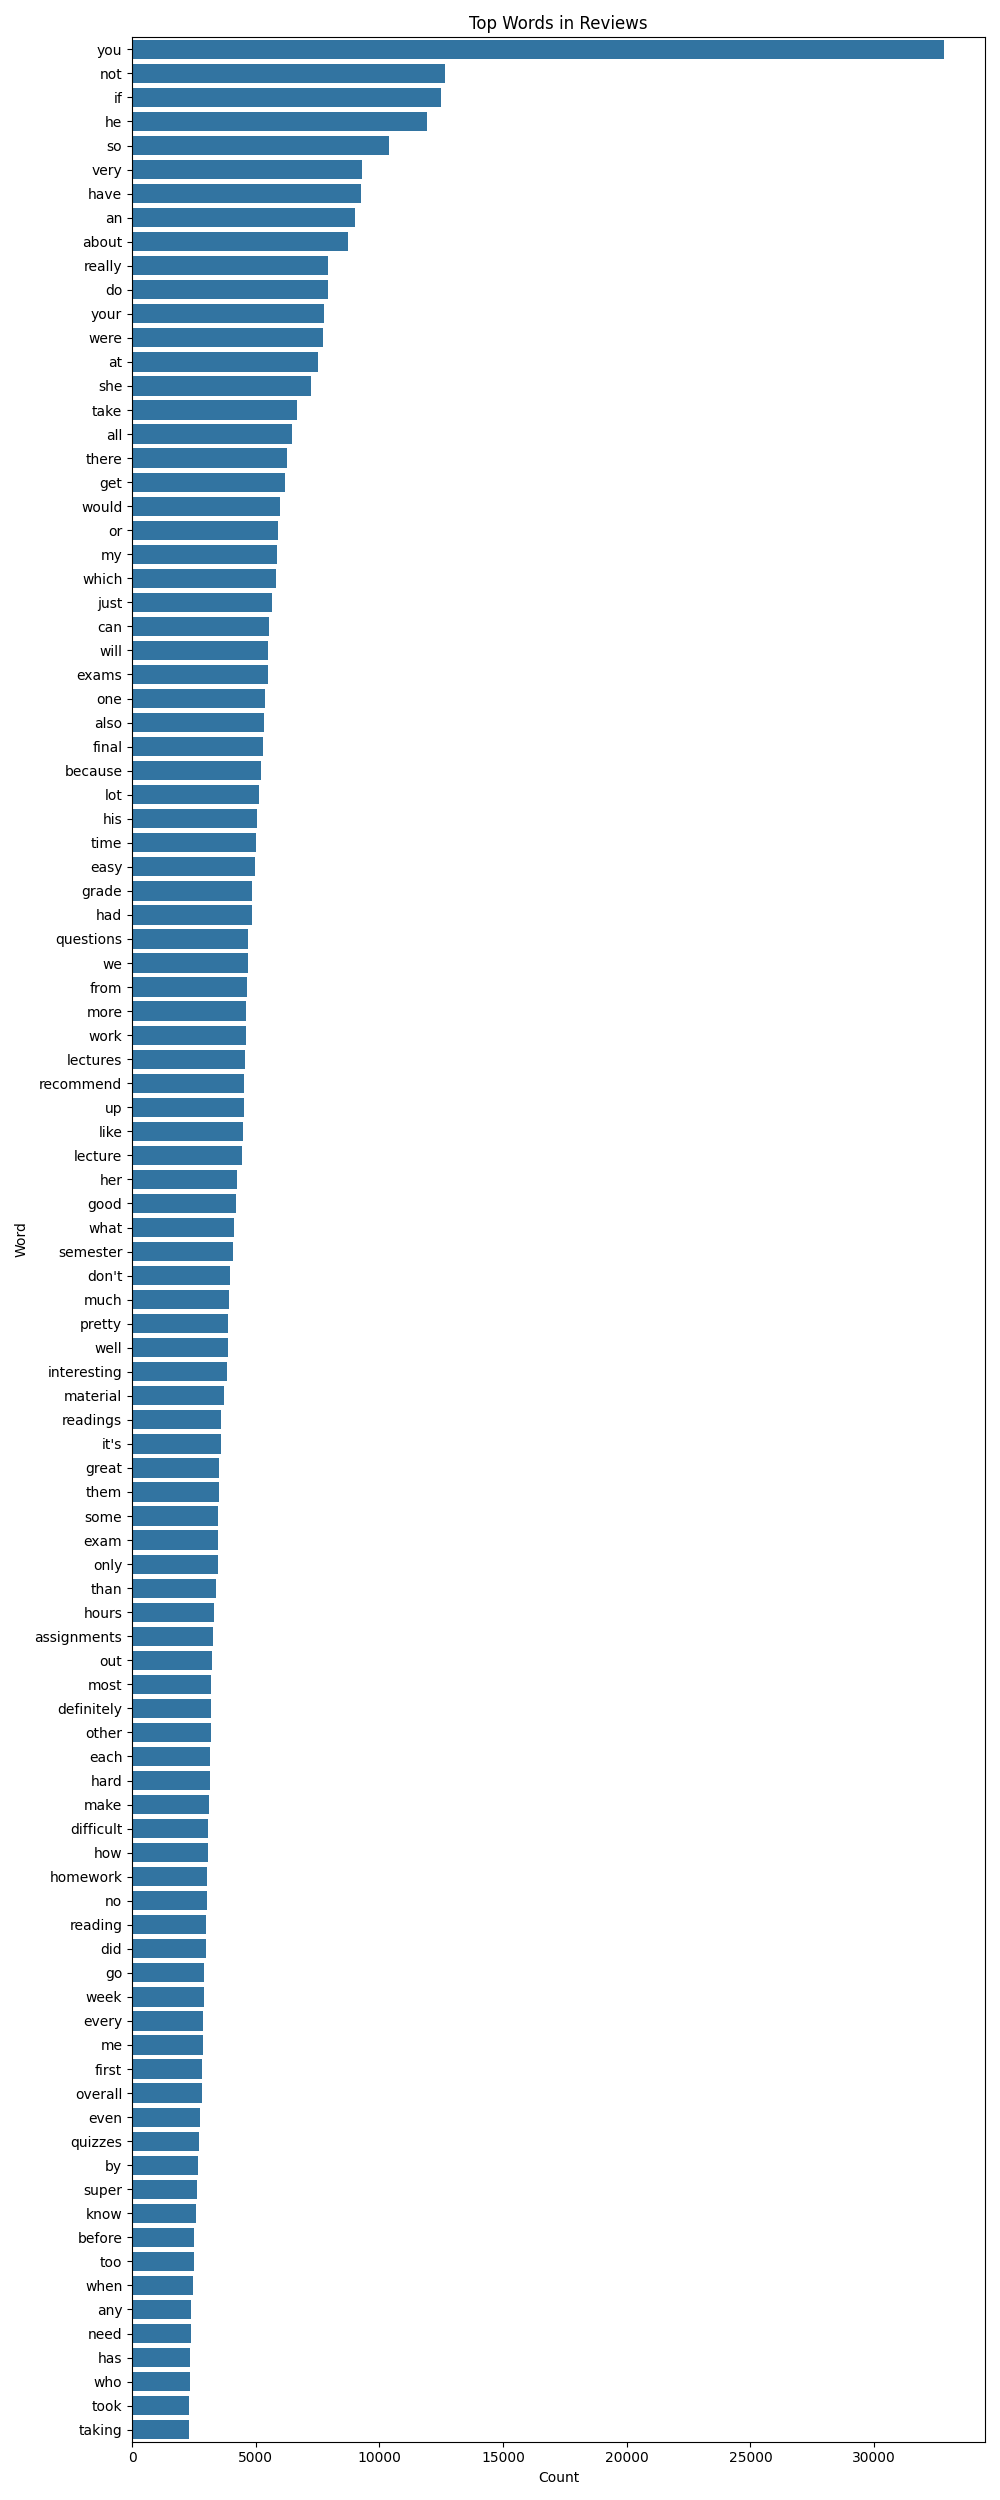 Top Words in Reviews
you
not
if
he
so
very
have
an
about
really
do
your
were
at
she
take
all
there
get
would
or
my
which
just
can
will
exams
one
also
final
because
lot
his
time
easy
grade
had
questions
we
from
more
work
lectures
recommend
up
like
lecture
her
good
what
semester
don't
much
pretty
well
interesting
material
readings
it's
great
them
some
exam
only
than
hours
assignments
out
most
definitely
other
each
hard
make
difficult
how
homework
no
reading
did
go
week
every
me
first
overall
even
quizzes
by
super
know
before
too
when
any
need
has
who
took
taking
Word
0 5000 10000 15000 20000 25000 30000
Count